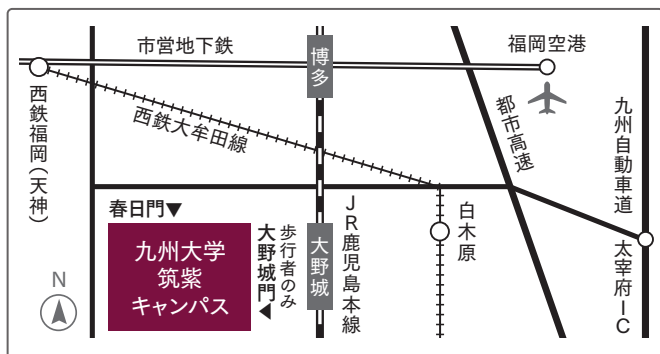 市営地下鉄
博多
福岡空港
西鉄福岡（天神）
西鉄大牟田線
都市高速
九州自動車道
春日門▼
九州大学
筑紫
キャンパス
大野城門▲
歩行者のみ
大野城
JR鹿児島本線
白木原
太宰府IC
N